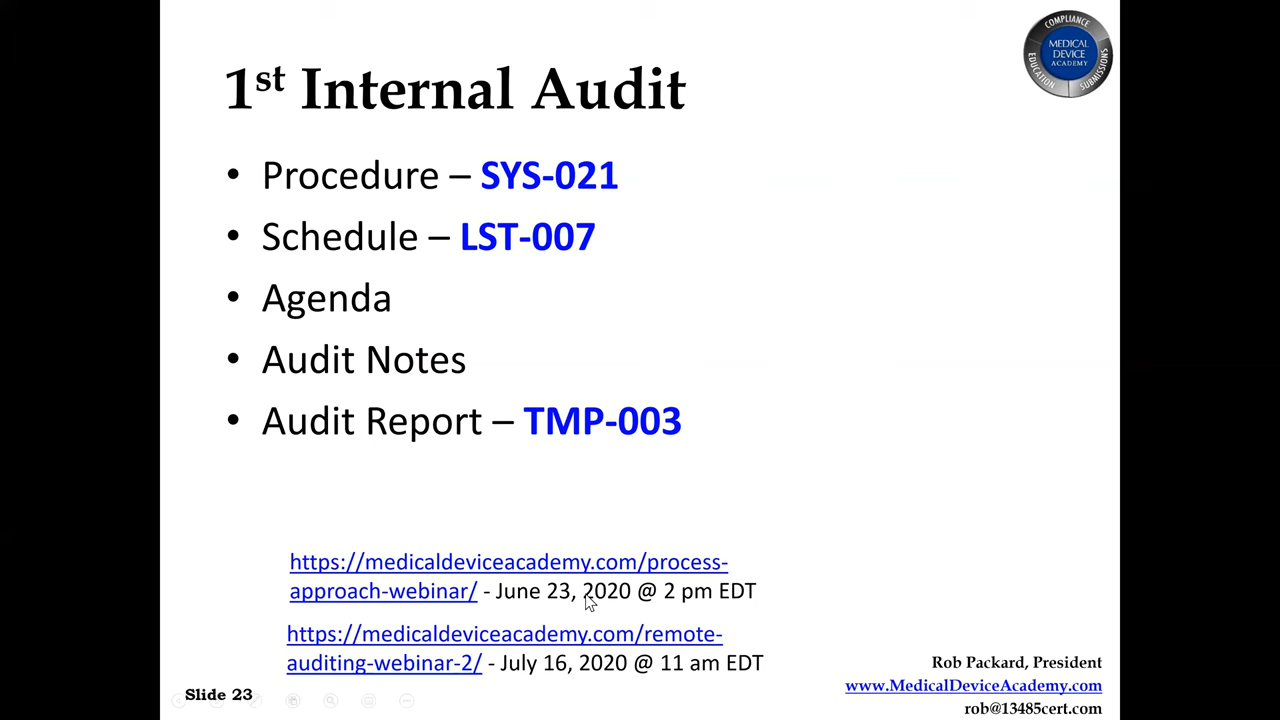 COMPLIANCE
MEDICAL
DEVICE
ACADEMY
EDUCATION
SUBMISSIONS
1st Internal Audit
• Procedure – SYS-021
• Schedule – LST-007
• Agenda
• Audit Notes
• Audit Report – TMP-003
https://medicaldeviceacademy.com/process-
approach-webinar/ - June 23, 2020 @ 2 pm EDT
https://medicaldeviceacademy.com/remote-
auditing-webinar-2/ - July 16, 2020 @ 11 am EDT
Rob Packard, President
www.MedicalDeviceAcademy.com
rob@13485cert.com
Slide 23